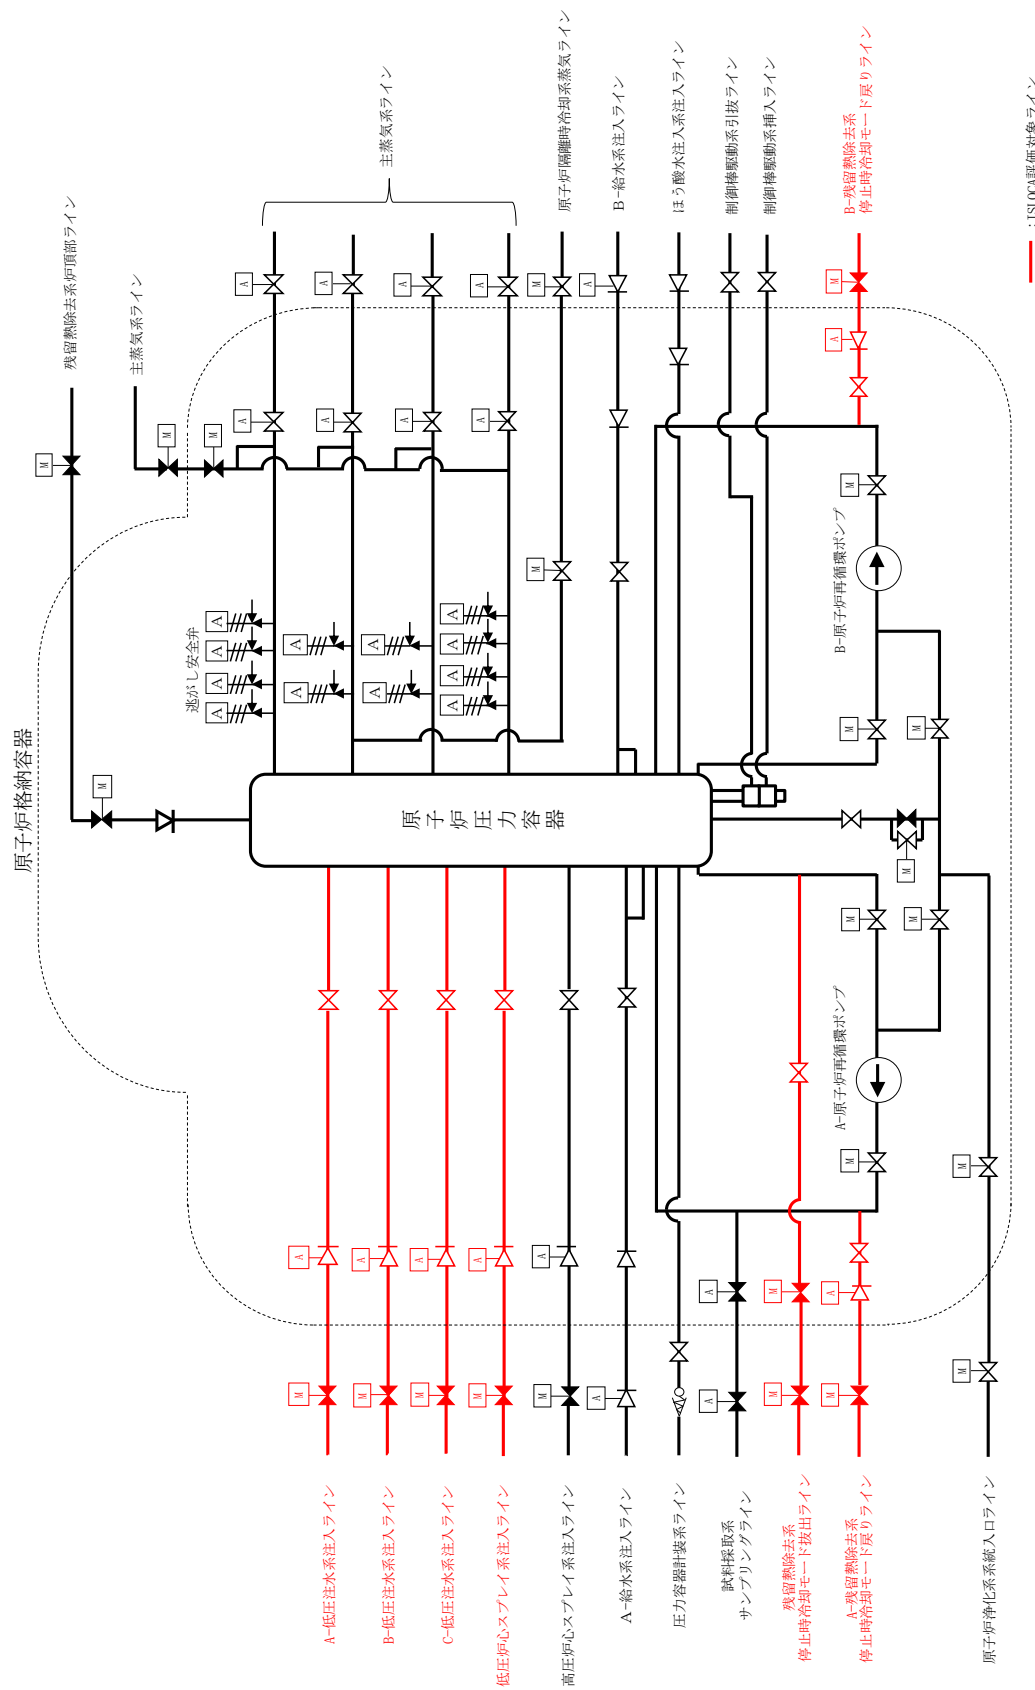 残留熱除去系炉頂部ライン
主蒸気系ライン
主蒸気系ライン
原子炉隔離時冷却系蒸気ライン
B-給水系注入ライン
ほう酸水注入系注入ライン
制御棒駆動系引抜ライン
制御棒駆動系挿入ライン
B-残留熱除去系
停止時冷却モード戻りライン
:ISLOCA評価対象ライン
原子炉格納容器
逃がし安全弁
原子炉圧力容器
B-原子炉再循環ポンプ
A-原子炉再循環ポンプ
A-低圧注水系注入ライン
B-低圧注水系注入ライン
C-低圧注水系注入ライン
低圧炉心スプレイ系注入ライン
高圧炉心スプレイ系注入ライン
A-給水系注入ライン
圧力容器計装系ライン
試料採取系
サンプリングライン
残留熱除去系
停止時冷却モード抜出ライン
A-残留熱除去系
停止時冷却モード戻りライン
原子炉浄化系系統入口ライン
M
M
M
M
A
A
A
A
M
A
M
A
A
A
A
A
M
M
A
A
A
A
A
A
A
A
A
A
A
A
M
M
M
M
M
M
M
M
A
A
A
A
A
A
M
A
M
M
M
M
M
M
A
A
M
M